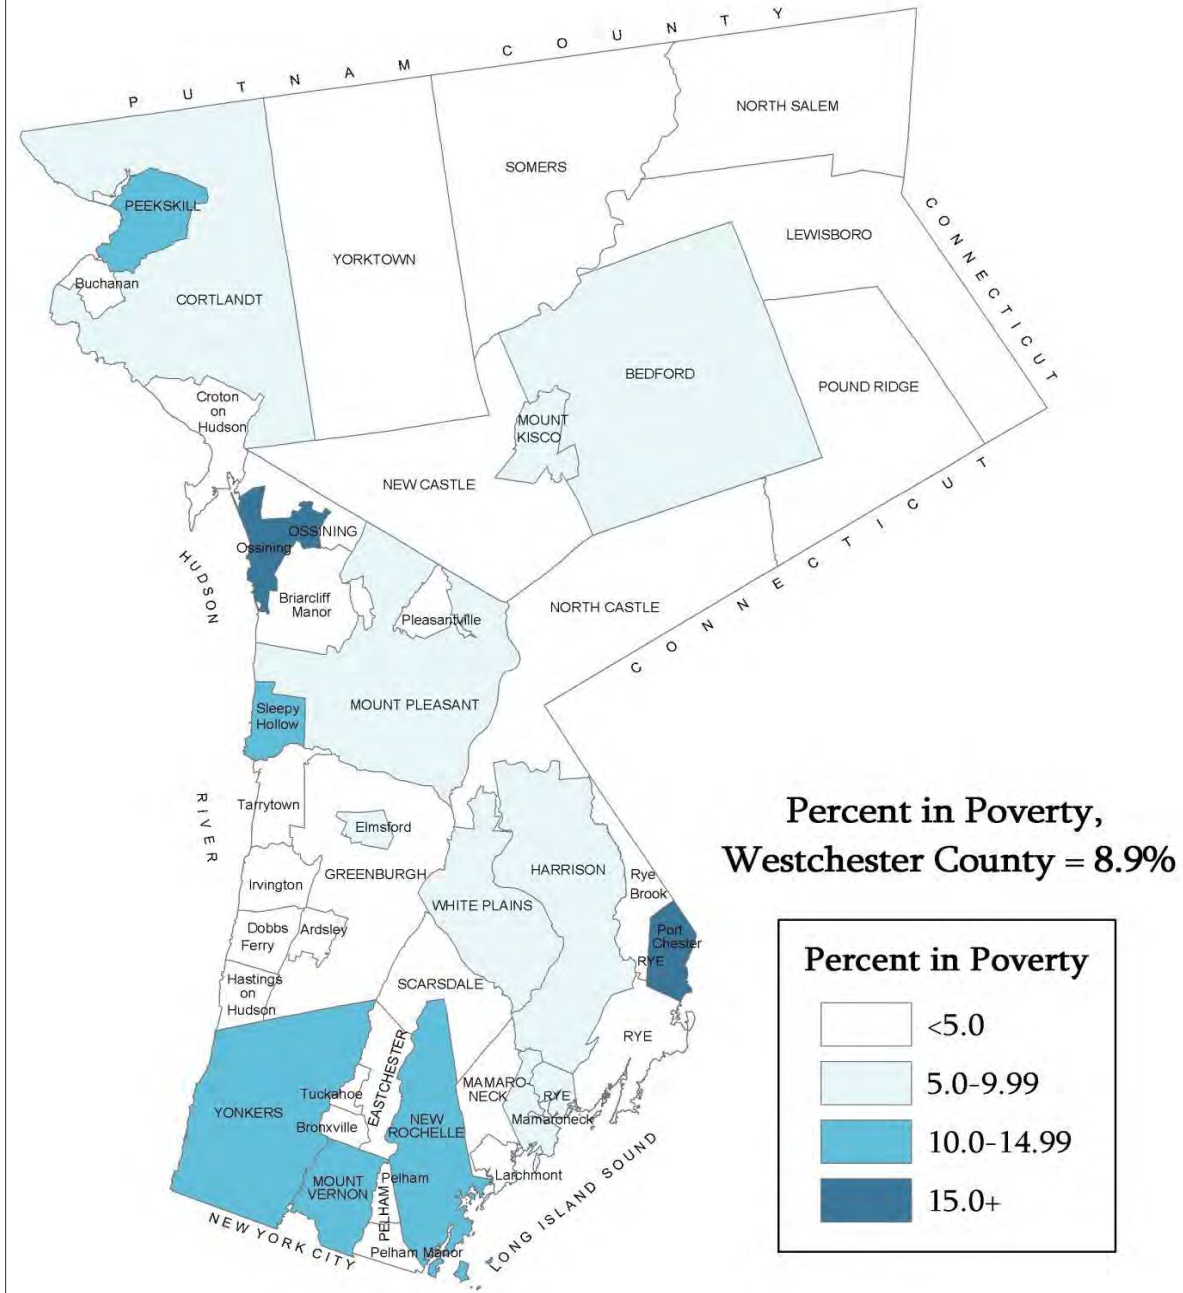 PUTNAM COUNTY
NORTH SALEM
SOMERS
PEEKSKILL
CONNECTICUT
LEWISBORO
YORKTOWN
Buchanan
CORTLANDT
BEDFORD
POUND RIDGE
Croton
on
Hudson
MOUNT
KISCO
NEW CASTLE
CONNECTICUT
OSSINING
Ossining
HUDSON
Briarcliff
Manor
Pleasantville
NORTH CASTLE
MOUNT PLEASANT
Sleepy
Hollow
RIVER
Tarrytown
Elmsford
Percent in Poverty,
Westchester County = 8.9%
GREENBURGH
HARRISON
Rye
Brook
Irvington
WHITE PLAINS
Dobbs
Ferry
Ardsley
Port
Chester
RYE
Hastings
on
Hudson
SCARSDALE
RYE
EASTCHESTER
Tuckahoe
MAMARO-
NECK
RYE
YONKERS
Bronxville
NEW
ROCHELLE
Mamaroneck
MOUNT
VERNON
PELHAM
Pelham
Larchmont
LONG ISLAND SOUND
NEW YORK CITY
Pelham Manor
Percent in Poverty
<5.0
5.0-9.99
10.0-14.99
15.0+